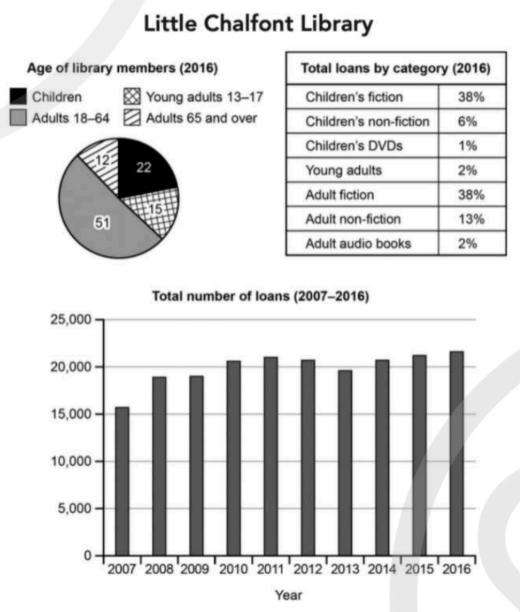 Little Chalfont Library
Age of library members (2016)
Children
Young adults 13–17
Adults 18–64
Adults 65 and over
12
22
15
51
Total loans by category (2016)
Children's fiction 38%
Children's non-fiction 6%
Children's DVDs 1%
Young adults 2%
Adult fiction 38%
Adult non-fiction 13%
Adult audio books 2%
Total number of loans (2007–2016)
25,000
20,000
15,000
10,000
5,000
0
2007 2008 2009 2010 2011 2012 2013 2014 2015 2016
Year